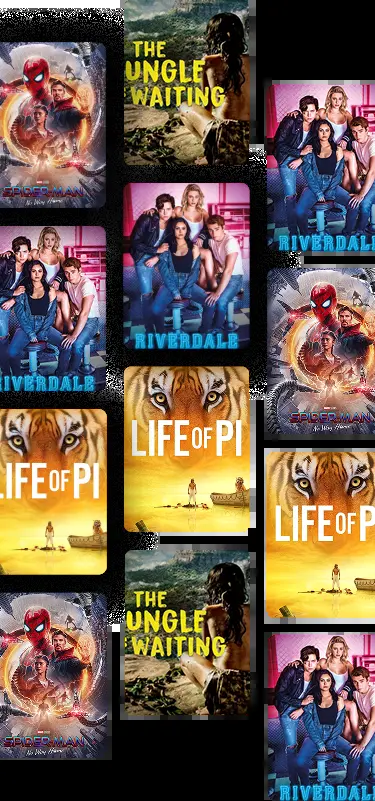 SPIDER-MAN
No Way Home
RIVERDALE
LIFE OF PI
SPIDER-MAN
No Way Home
THE
UNGLE
WAITING
RIVERDALE
LIFE OF PI
THE
UNGLE
WAITING
RIVERDALE
SPIDER-MAN
No Way Home
LIFE OF P
RIVERDALE